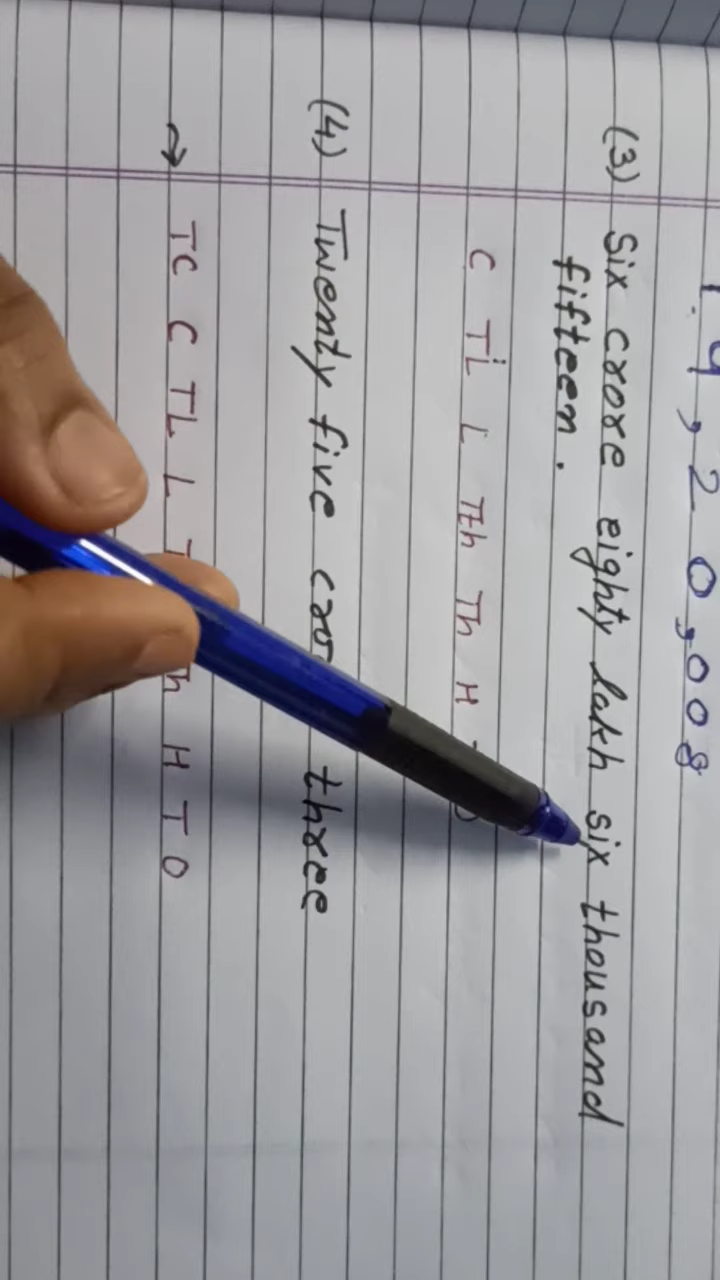 9,20,008
(3) Six crore eighty lakh six thousand
fifteen.
C TL L TTh Th H
(4) Twenty five three
→ TC C TL L H T O